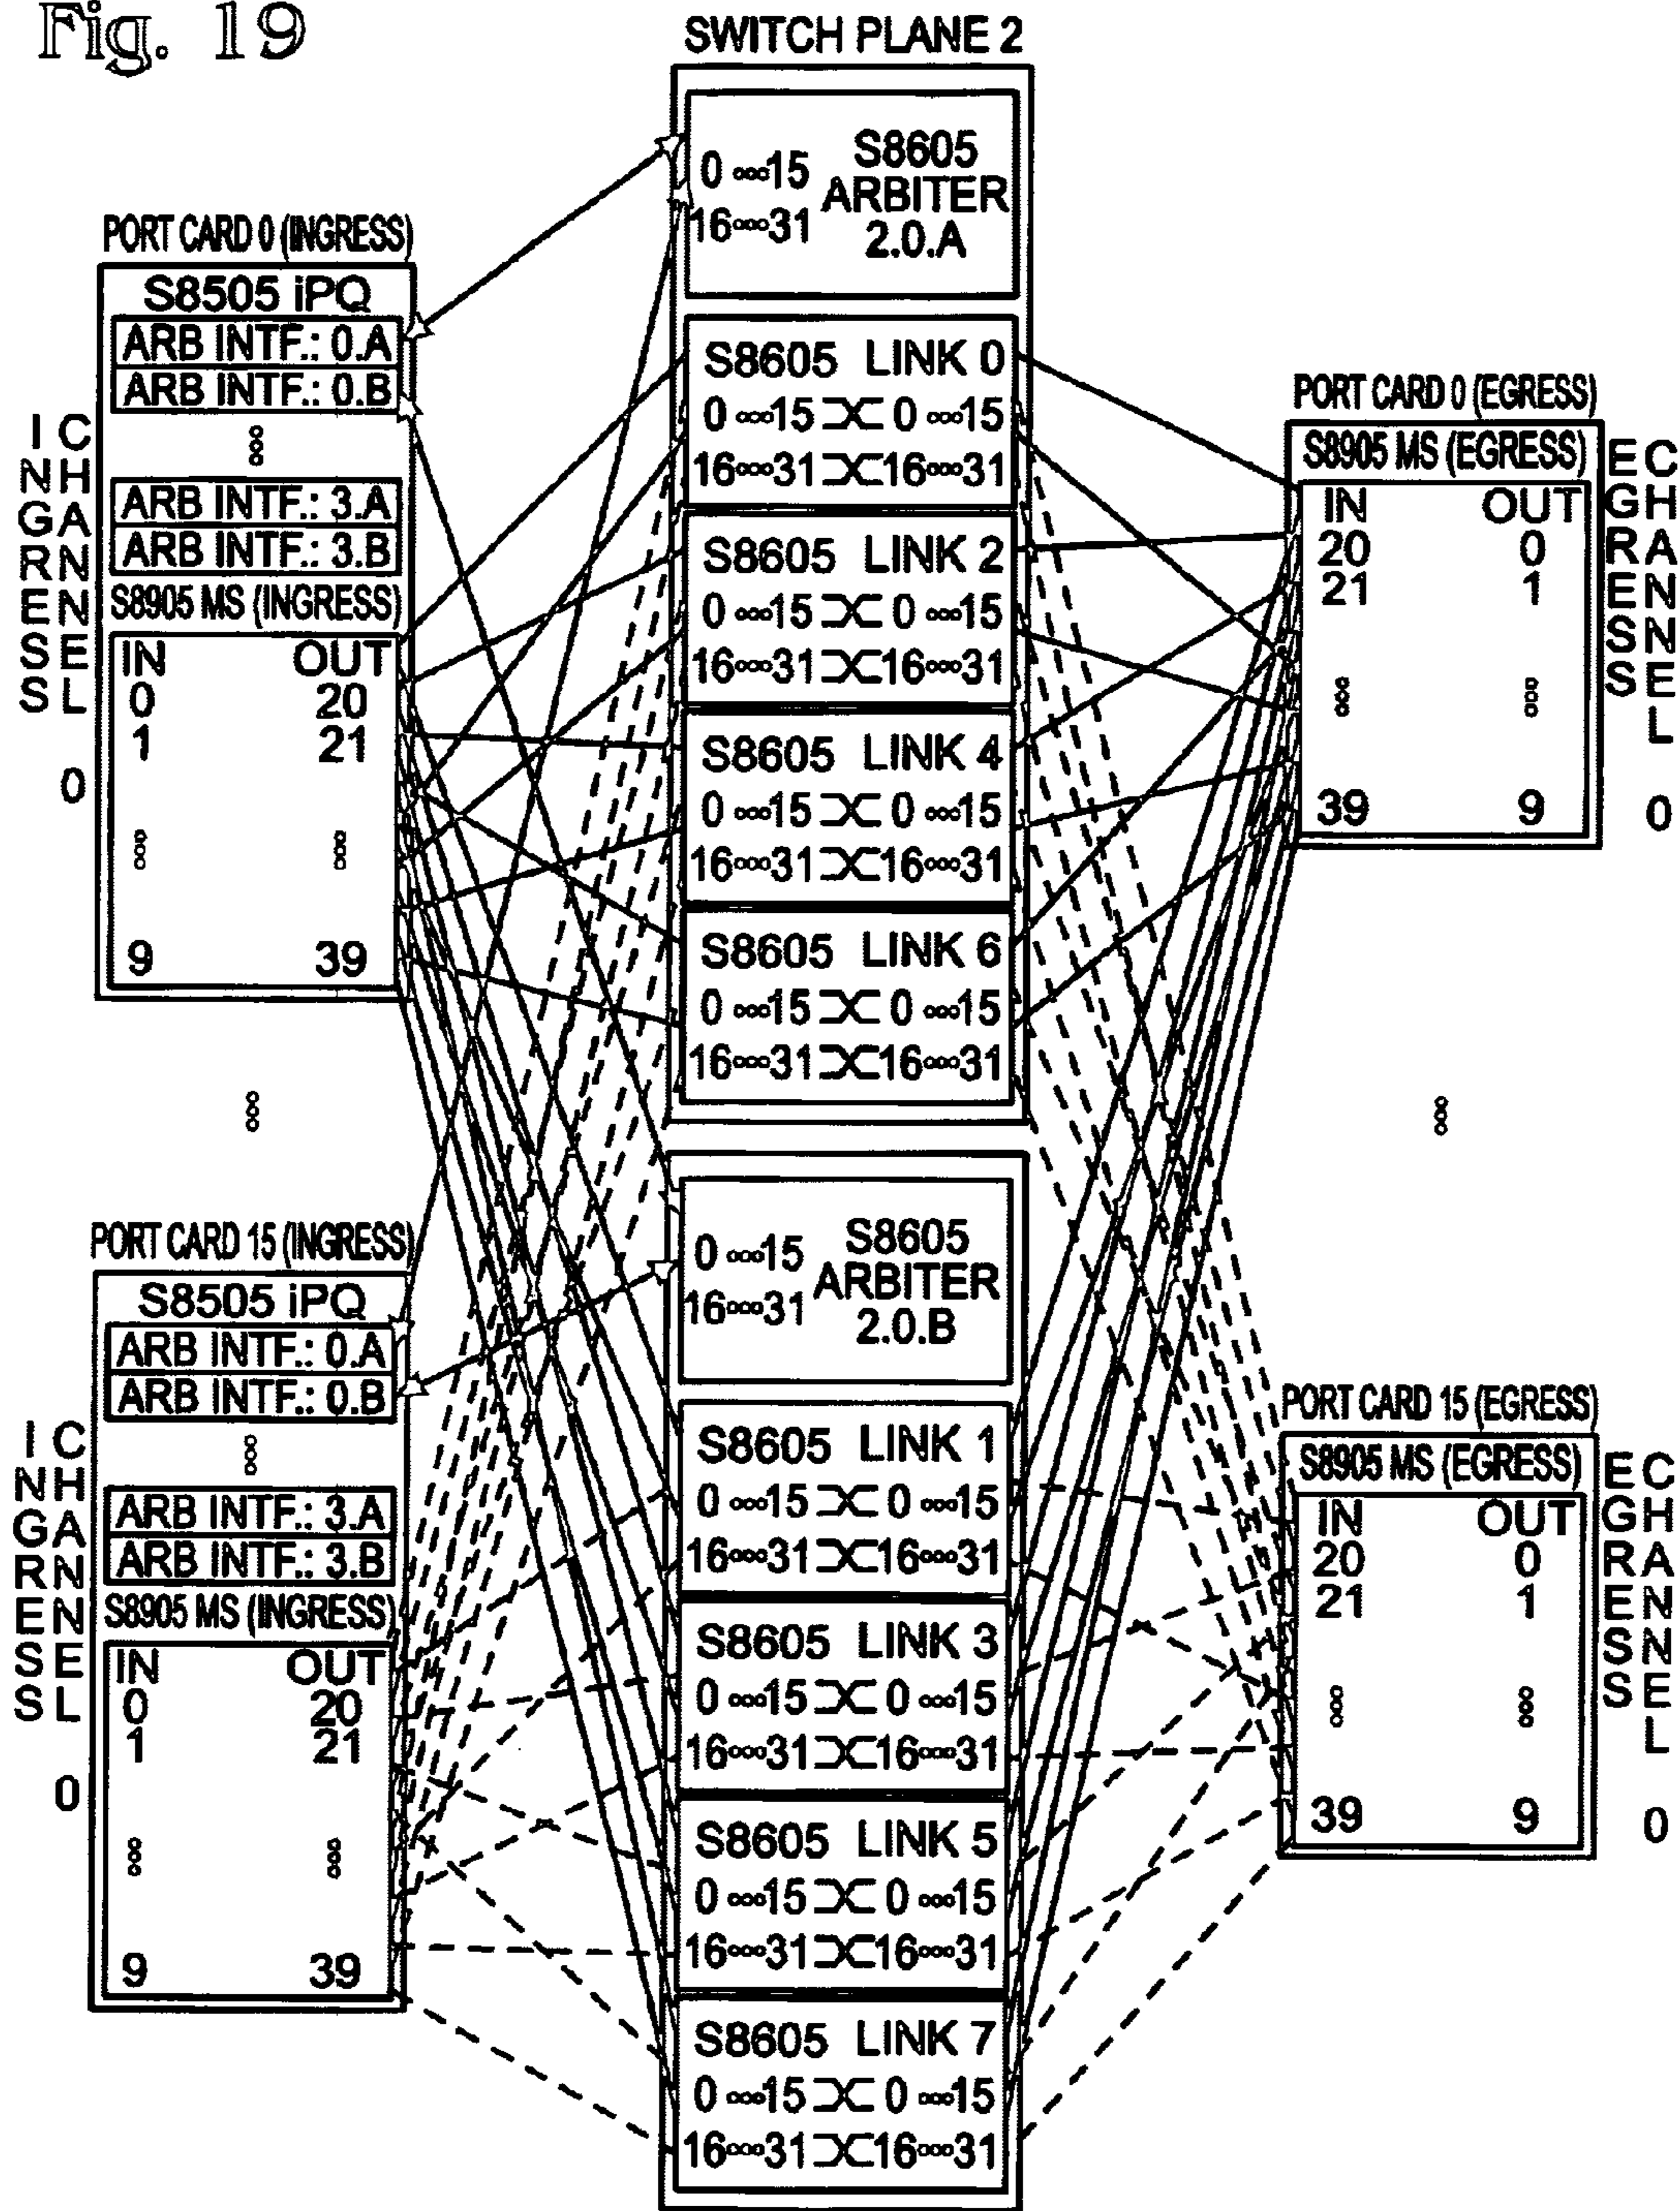 Fig. 19
SWITCH PLANE 2
0 ∞∞15 S8605
ARBITER
16∞∞31 2.0.A
S8605 LINK 0
0 ∞∞15 0 ∞∞15
16∞∞31 16∞∞31
S8605 LINK 2
0 ∞∞15 0 ∞∞15
16∞∞31 16∞∞31
S8605 LINK 4
0 ∞∞15 0 ∞∞15
16∞∞31 16∞∞31
S8605 LINK 6
0 ∞∞15 0 ∞∞15
16∞∞31 16∞∞31
0 ∞∞15 S8605
ARBITER
16∞∞31 2.0.B
S8605 LINK 1
0 ∞∞15 0 ∞∞15
16∞∞31 16∞∞31
S8605 LINK 3
0 ∞∞15 0 ∞∞15
16∞∞31 16∞∞31
S8605 LINK 5
0 ∞∞15 0 ∞∞15
16∞∞31 16∞∞31
S8605 LINK 7
0 ∞∞15 0 ∞∞15
16∞∞31 16∞∞31
PORT CARD 0 (INGRESS)
S8505 iPQ
ARB INTF.: 0.A
ARB INTF.: 0.B
ARB INTF.: 3.A
ARB INTF.: 3.B
S8905 MS (INGRESS)
IN OUT
0 20
1 21
9 39
INGRESS
CHANNEL 0
PORT CARD 15 (INGRESS)
S8505 iPQ
ARB INTF.: 0.A
ARB INTF.: 0.B
ARB INTF.: 3.A
ARB INTF.: 3.B
S8905 MS (INGRESS)
IN OUT
0 20
1 21
9 39
INGRESS
CHANNEL 0
PORT CARD 0 (EGRESS)
S8905 MS (EGRESS)
IN OUT
20 0
21 1
39 9
EGRESS
CHANNEL 0
PORT CARD 15 (EGRESS)
S8905 MS (EGRESS)
IN OUT
20 0
21 1
39 9
EGRESS
CHANNEL 0